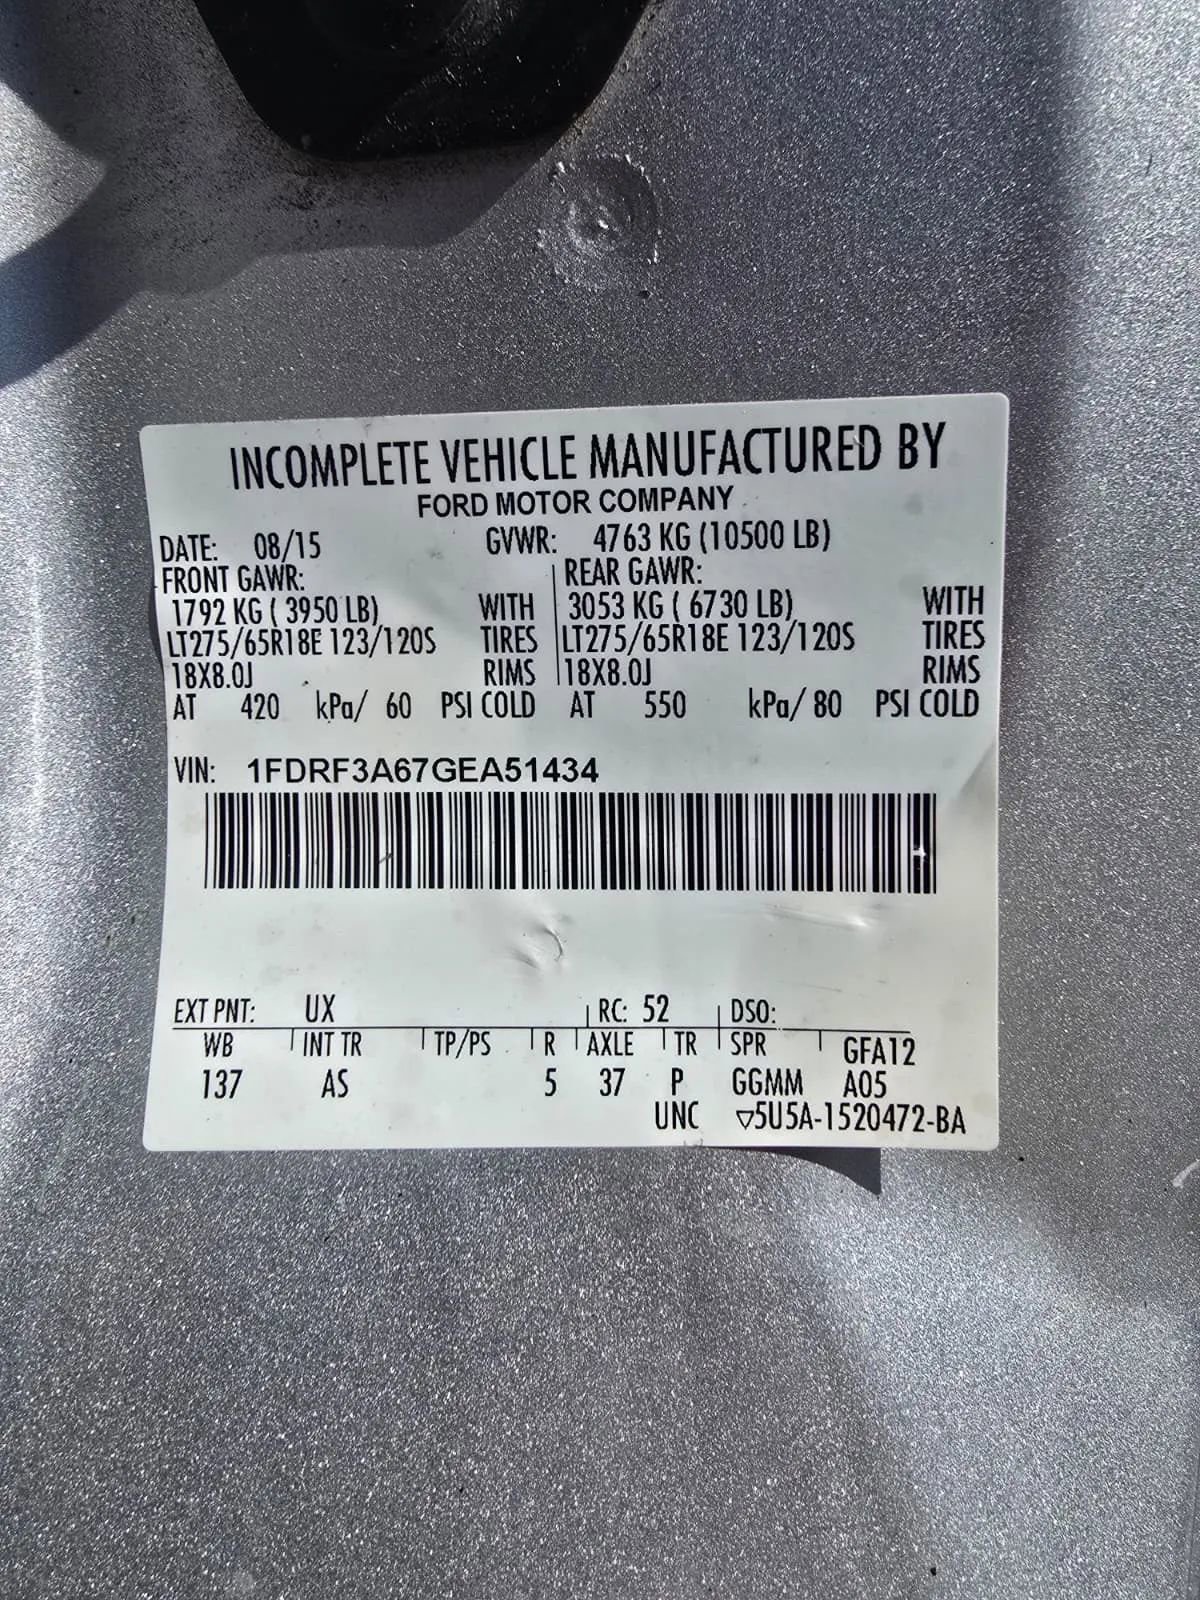 INCOMPLETE VEHICLE MANUFACTURED BY
FORD MOTOR COMPANY
DATE: 08/15 GVWR: 4763 KG (10500 LB)
FRONT GAWR: REAR GAWR:
1792 KG ( 3950 LB) WITH 3053 KG ( 6730 LB) WITH
LT275/65R18E 123/120S TIRES LT275/65R18E 123/120S TIRES
18X8.0J RIMS 18X8.0J RIMS
AT 420 kPa/ 60 PSI COLD AT 550 kPa/ 80 PSI COLD
VIN: 1FDRF3A67GEA51434
EXT PNT: UX RC: 52 DSO:
WB INT TR TP/PS R AXLE TR SPR GFA12
137 AS 5 37 P GGMM A05
UNC ▽5U5A-1520472-BA